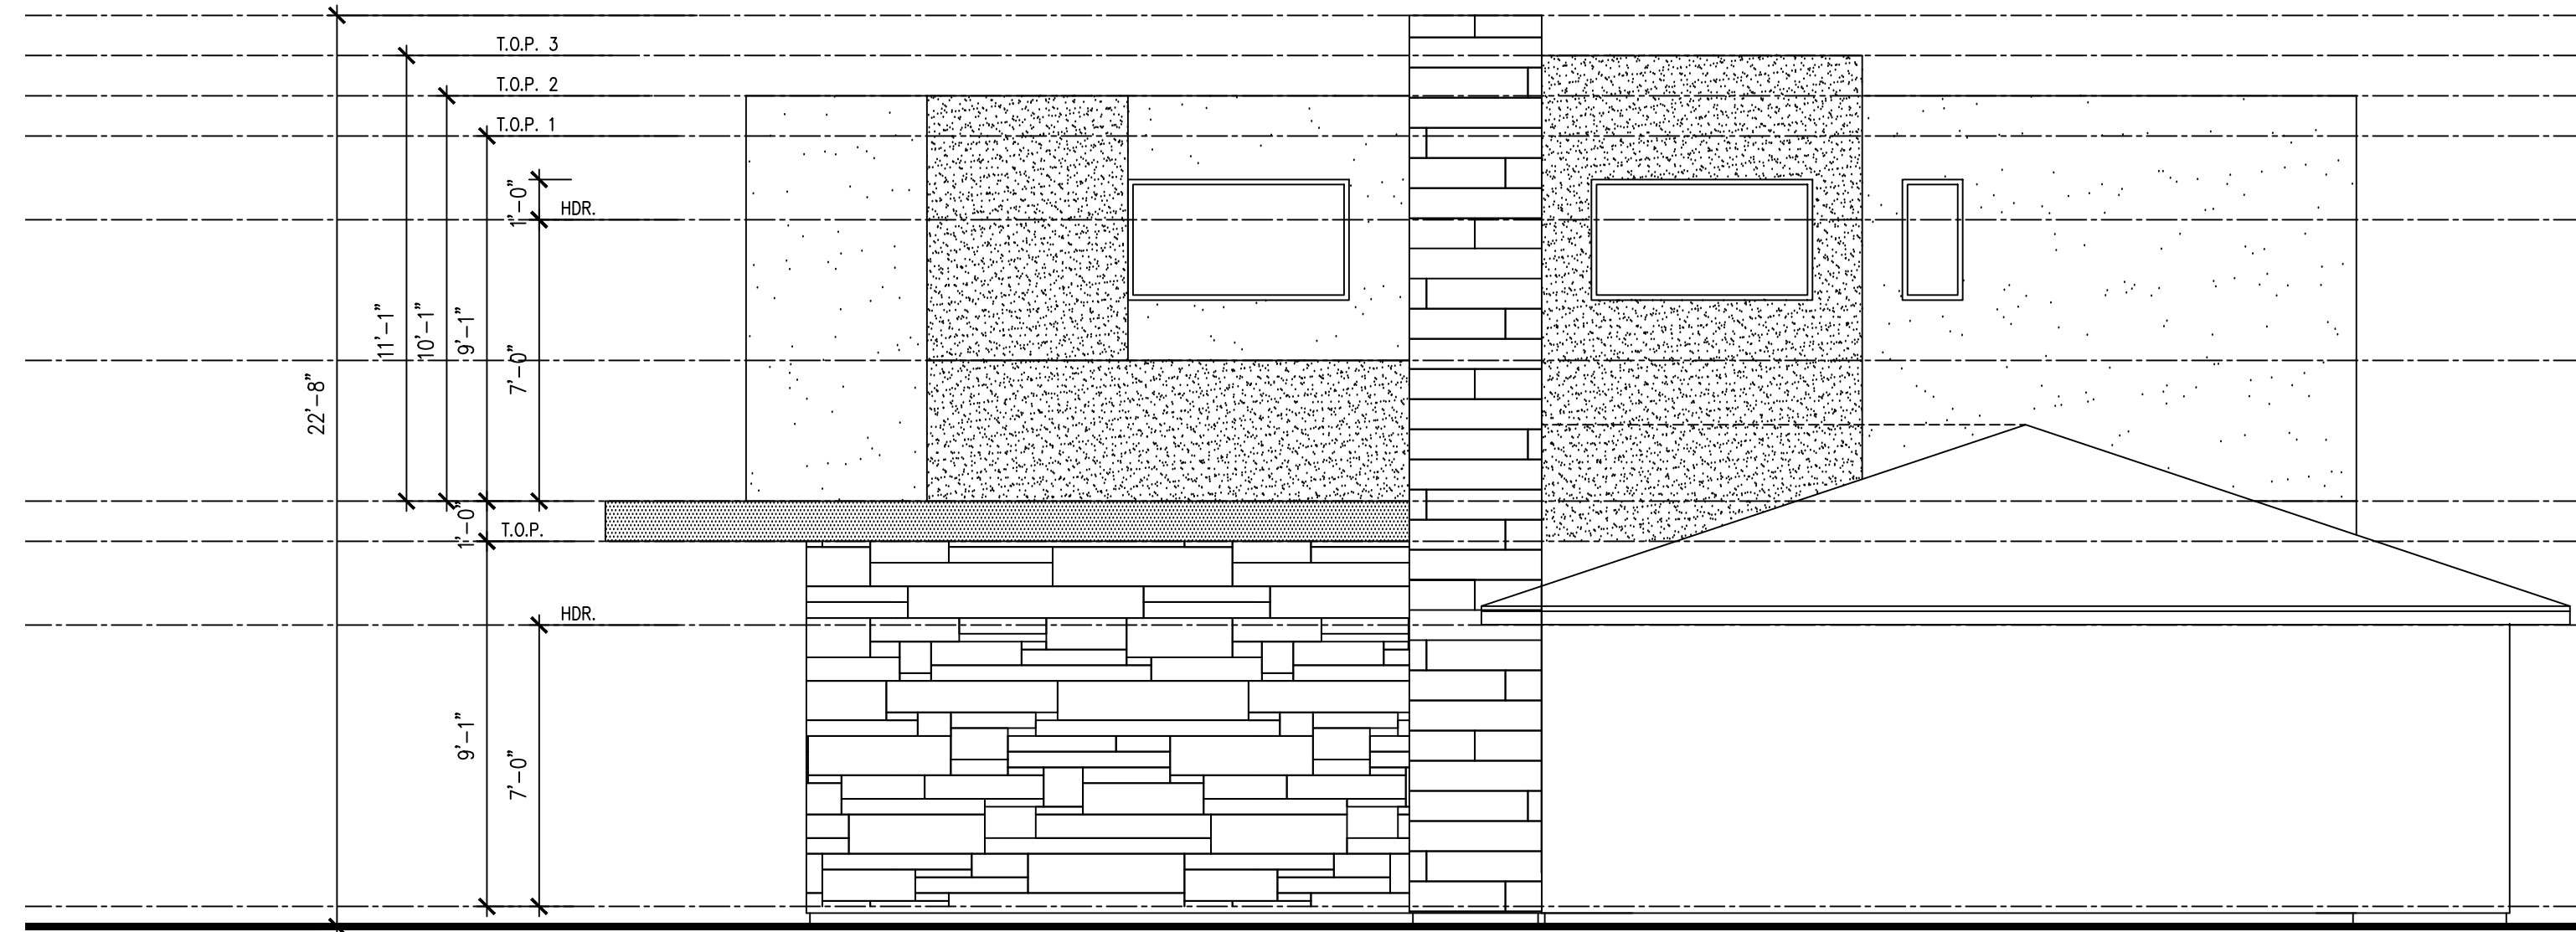 T.O.P. 3
T.O.P. 2
T.O.P. 1
1'-0"
HDR.
11'-1"
10'-1"
9'-1"
7'-0"
22'-8"
1'-0"
T.O.P.
HDR.
9'-1"
7'-0"